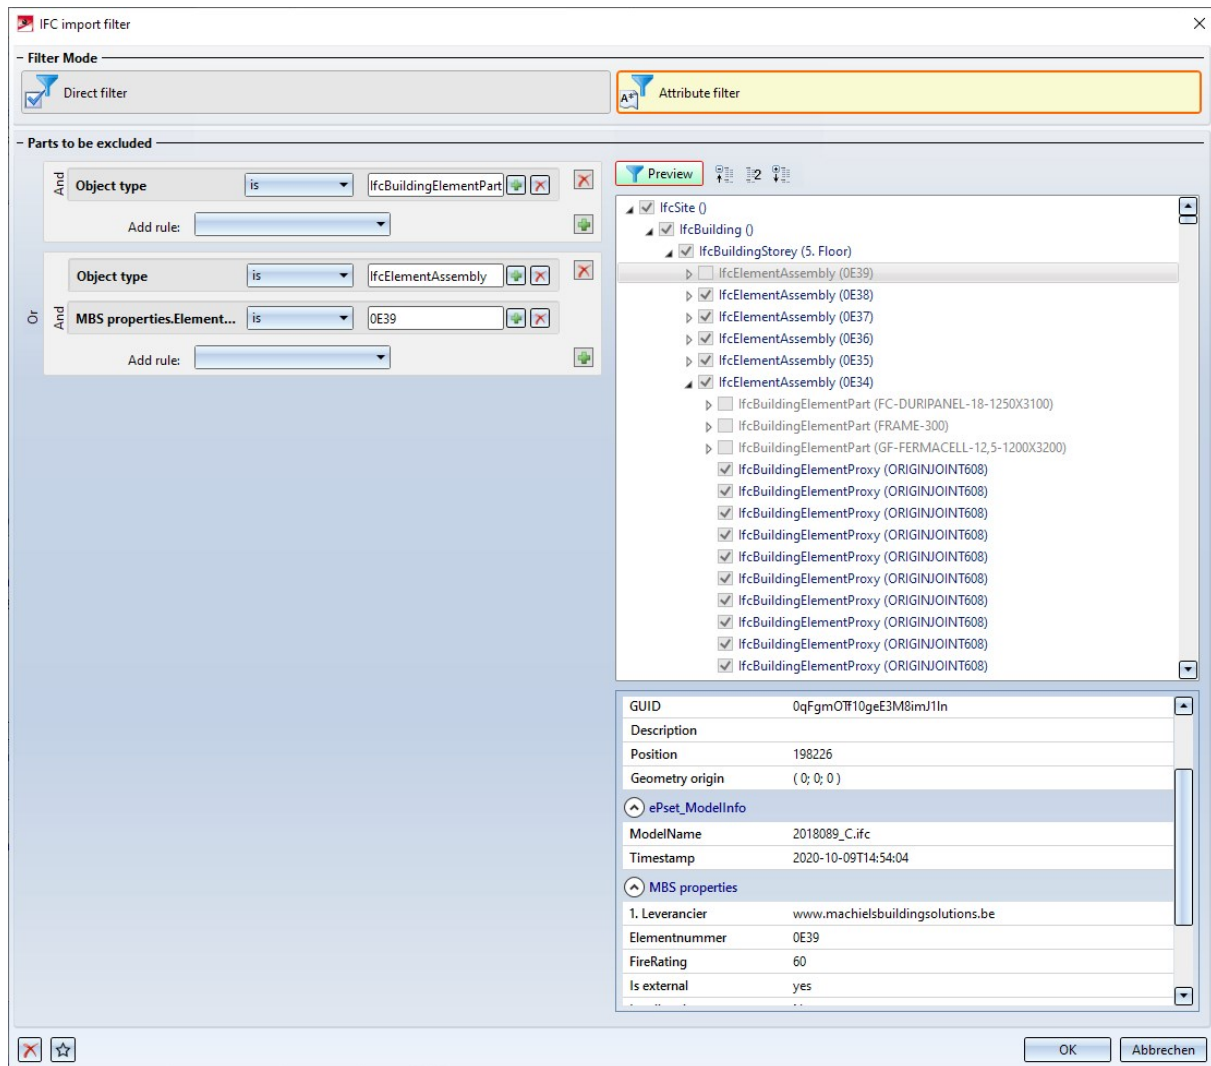 IFC import filter
Filter Mode
Direct filter
Attribute filter
Parts to be excluded
And
Object type
is
IfcBuildingElementPart
Add rule:
Or
And
Object type
is
IfcElementAssembly
MBS properties.Element...
is
0E39
Add rule:
Preview
2
IfcSite ()
IfcBuilding ()
IfcBuildingStorey (5. Floor)
IfcElementAssembly (0E39)
IfcElementAssembly (0E38)
IfcElementAssembly (0E37)
IfcElementAssembly (0E36)
IfcElementAssembly (0E35)
IfcElementAssembly (0E34)
IfcBuildingElementPart (FC-DURIPANEL-18-1250X3100)
IfcBuildingElementPart (FRAME-300)
IfcBuildingElementPart (GF-FERMACELL-12,5-1200X3200)
IfcBuildingElementProxy (ORIGINJOINT608)
IfcBuildingElementProxy (ORIGINJOINT608)
IfcBuildingElementProxy (ORIGINJOINT608)
IfcBuildingElementProxy (ORIGINJOINT608)
IfcBuildingElementProxy (ORIGINJOINT608)
IfcBuildingElementProxy (ORIGINJOINT608)
IfcBuildingElementProxy (ORIGINJOINT608)
IfcBuildingElementProxy (ORIGINJOINT608)
IfcBuildingElementProxy (ORIGINJOINT608)
IfcBuildingElementProxy (ORIGINJOINT608)
GUID 0qFgmOTf10geE3M8imJ1In
Description
Position 198226
Geometry origin ( 0; 0; 0 )
ePset_ModelInfo
ModelName 2018089_C.ifc
Timestamp 2020-10-09T14:54:04
MBS properties
1. Leverancier www.machielsbuildingsolutions.be
Elementnummer 0E39
FireRating 60
Is external yes
OK
Abbrechen